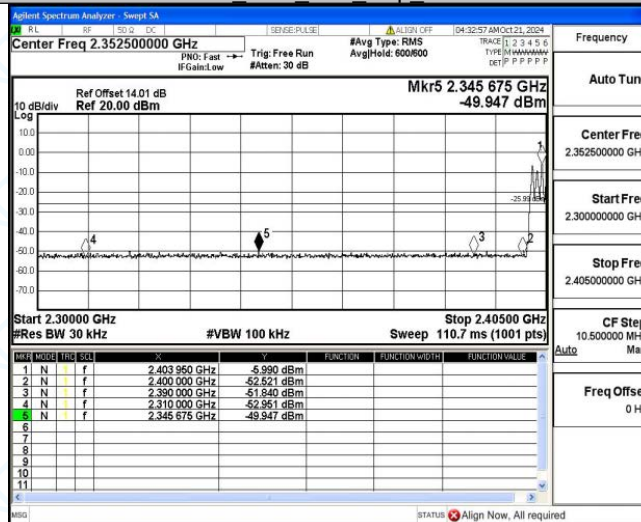 Agilent Spectrum Analyzer - Swept SA
RL RF 50 Ω DC SENSE:PULSE ALIGN OFF 04:32:57 AM Oct 21, 2024
Center Freq 2.352500000 GHz
PNO: Fast
IFGain:Low
Trig: Free Run
#Atten: 30 dB
#Avg Type: RMS
Avg|Hold: 600/600
TRACE 1 2 3 4 5 6
TYPE M
DET P P P P P P
Mkr5 2.345 675 GHz
-49.947 dBm
Ref Offset 14.01 dB
Ref 20.00 dBm
10 dB/div
Log
10.0
0.00
-10.0
-20.0
-30.0
-40.0
-50.0
-60.0
-70.0
1
4
5
3
2
Start 2.30000 GHz
Stop 2.40500 GHz
#Res BW 30 kHz
#VBW 100 kHz
Sweep 110.7 ms (1001 pts)
MKR MODE TRC SCL X Y FUNCTION FUNCTION WIDTH FUNCTION VALUE
1 N 1 f 2.403 950 GHz -5.990 dBm
2 N 1 f 2.400 000 GHz -52.521 dBm
3 N 1 f 2.390 000 GHz -51.840 dBm
4 N 1 f 2.310 000 GHz -52.951 dBm
5 N 1 f 2.345 675 GHz -49.947 dBm
6
7
8
9
10
11
MSG
STATUS Align Now, All required
Frequency
Auto Tun
Center Fre
2.352500000 GH
Start Fre
2.300000000 GH
Stop Fre
2.405000000 GH
CF Step
10.500000 MH
Auto Ma
Freq Offse
0 H